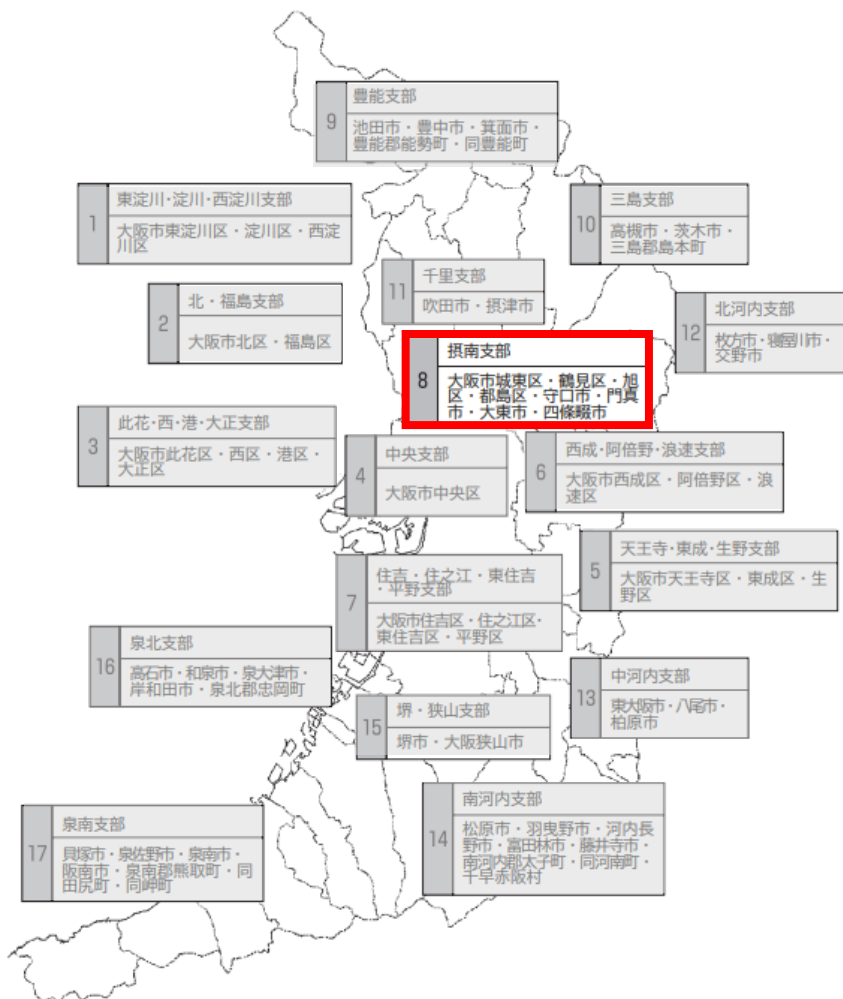 9
豊能支部
池田市・豊中市・箕面市・
豊能郡能勢町・同豊能町
1
東淀川・淀川・西淀川支部
大阪市東淀川区・淀川区・西淀
川区
10
三島支部
高槻市・茨木市・
三島郡島本町
11
千里支部
吹田市・摂津市
2
北・福島支部
大阪市北区・福島区
12
北河内支部
枚方市・寝屋川市・
交野市
8
摂南支部
大阪市城東区・鶴見区・旭
区・都島区・守口市・門真
市・大東市・四條畷市
3
此花・西・港・大正支部
大阪市此花区・西区・港区・
大正区
4
中央支部
大阪市中央区
6
西成・阿倍野・浪速支部
大阪市西成区・阿倍野区・浪
速区
5
天王寺・東成・生野支部
大阪市天王寺区・東成区・生
野区
7
住吉・住之江・東住吉
・平野支部
大阪市住吉区・住之江区・
東住吉区・平野区
16
泉北支部
高石市・和泉市・泉大津市・
岸和田市・泉北郡忠岡町
13
中河内支部
東大阪市・八尾市・
柏原市
15
堺・狭山支部
堺市・大阪狭山市
14
南河内支部
松原市・羽曳野市・河内長
野市・富田林市・藤井寺市・
南河内郡太子町・同河南町・
千早赤阪村
17
泉南支部
貝塚市・泉佐野市・泉南市・
阪南市・泉南郡熊取町・同
田尻町・同岬町